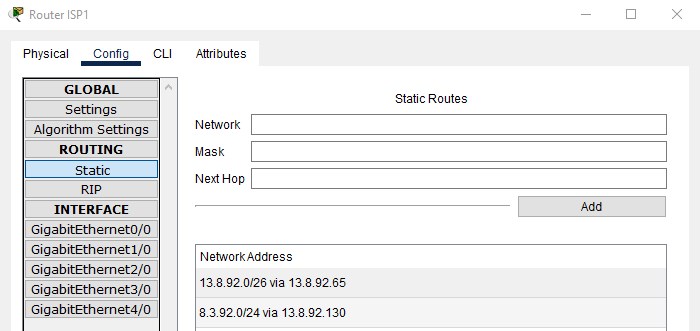 Router ISP1
Physical Config CLI Attributes
GLOBAL
Settings
Algorithm Settings
ROUTING
Static
RIP
INTERFACE
GigabitEthernet0/0
GigabitEthernet1/0
GigabitEthernet2/0
GigabitEthernet3/0
GigabitEthernet4/0
Static Routes
Network
Mask
Next Hop
Add
Network Address
13.8.92.0/26 via 13.8.92.65
8.3.92.0/24 via 13.8.92.130